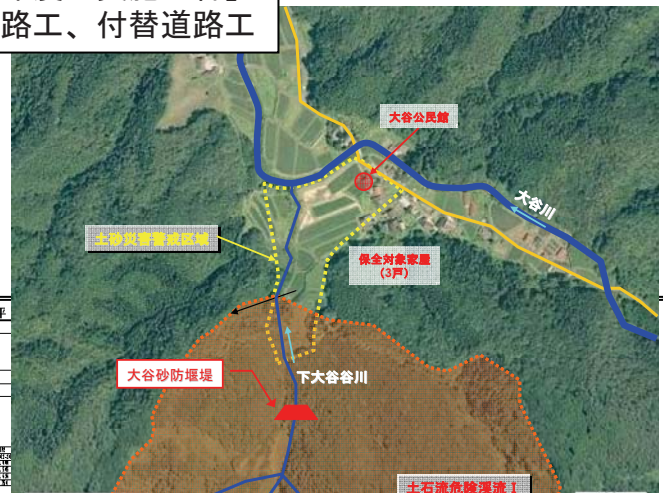 路工、付替道路工
大谷公民館
大谷川
土砂災害警戒区域
保全対象家屋
(3戸)
大谷砂防堰堤
下大谷谷川
土石流危険渓流Ⅰ